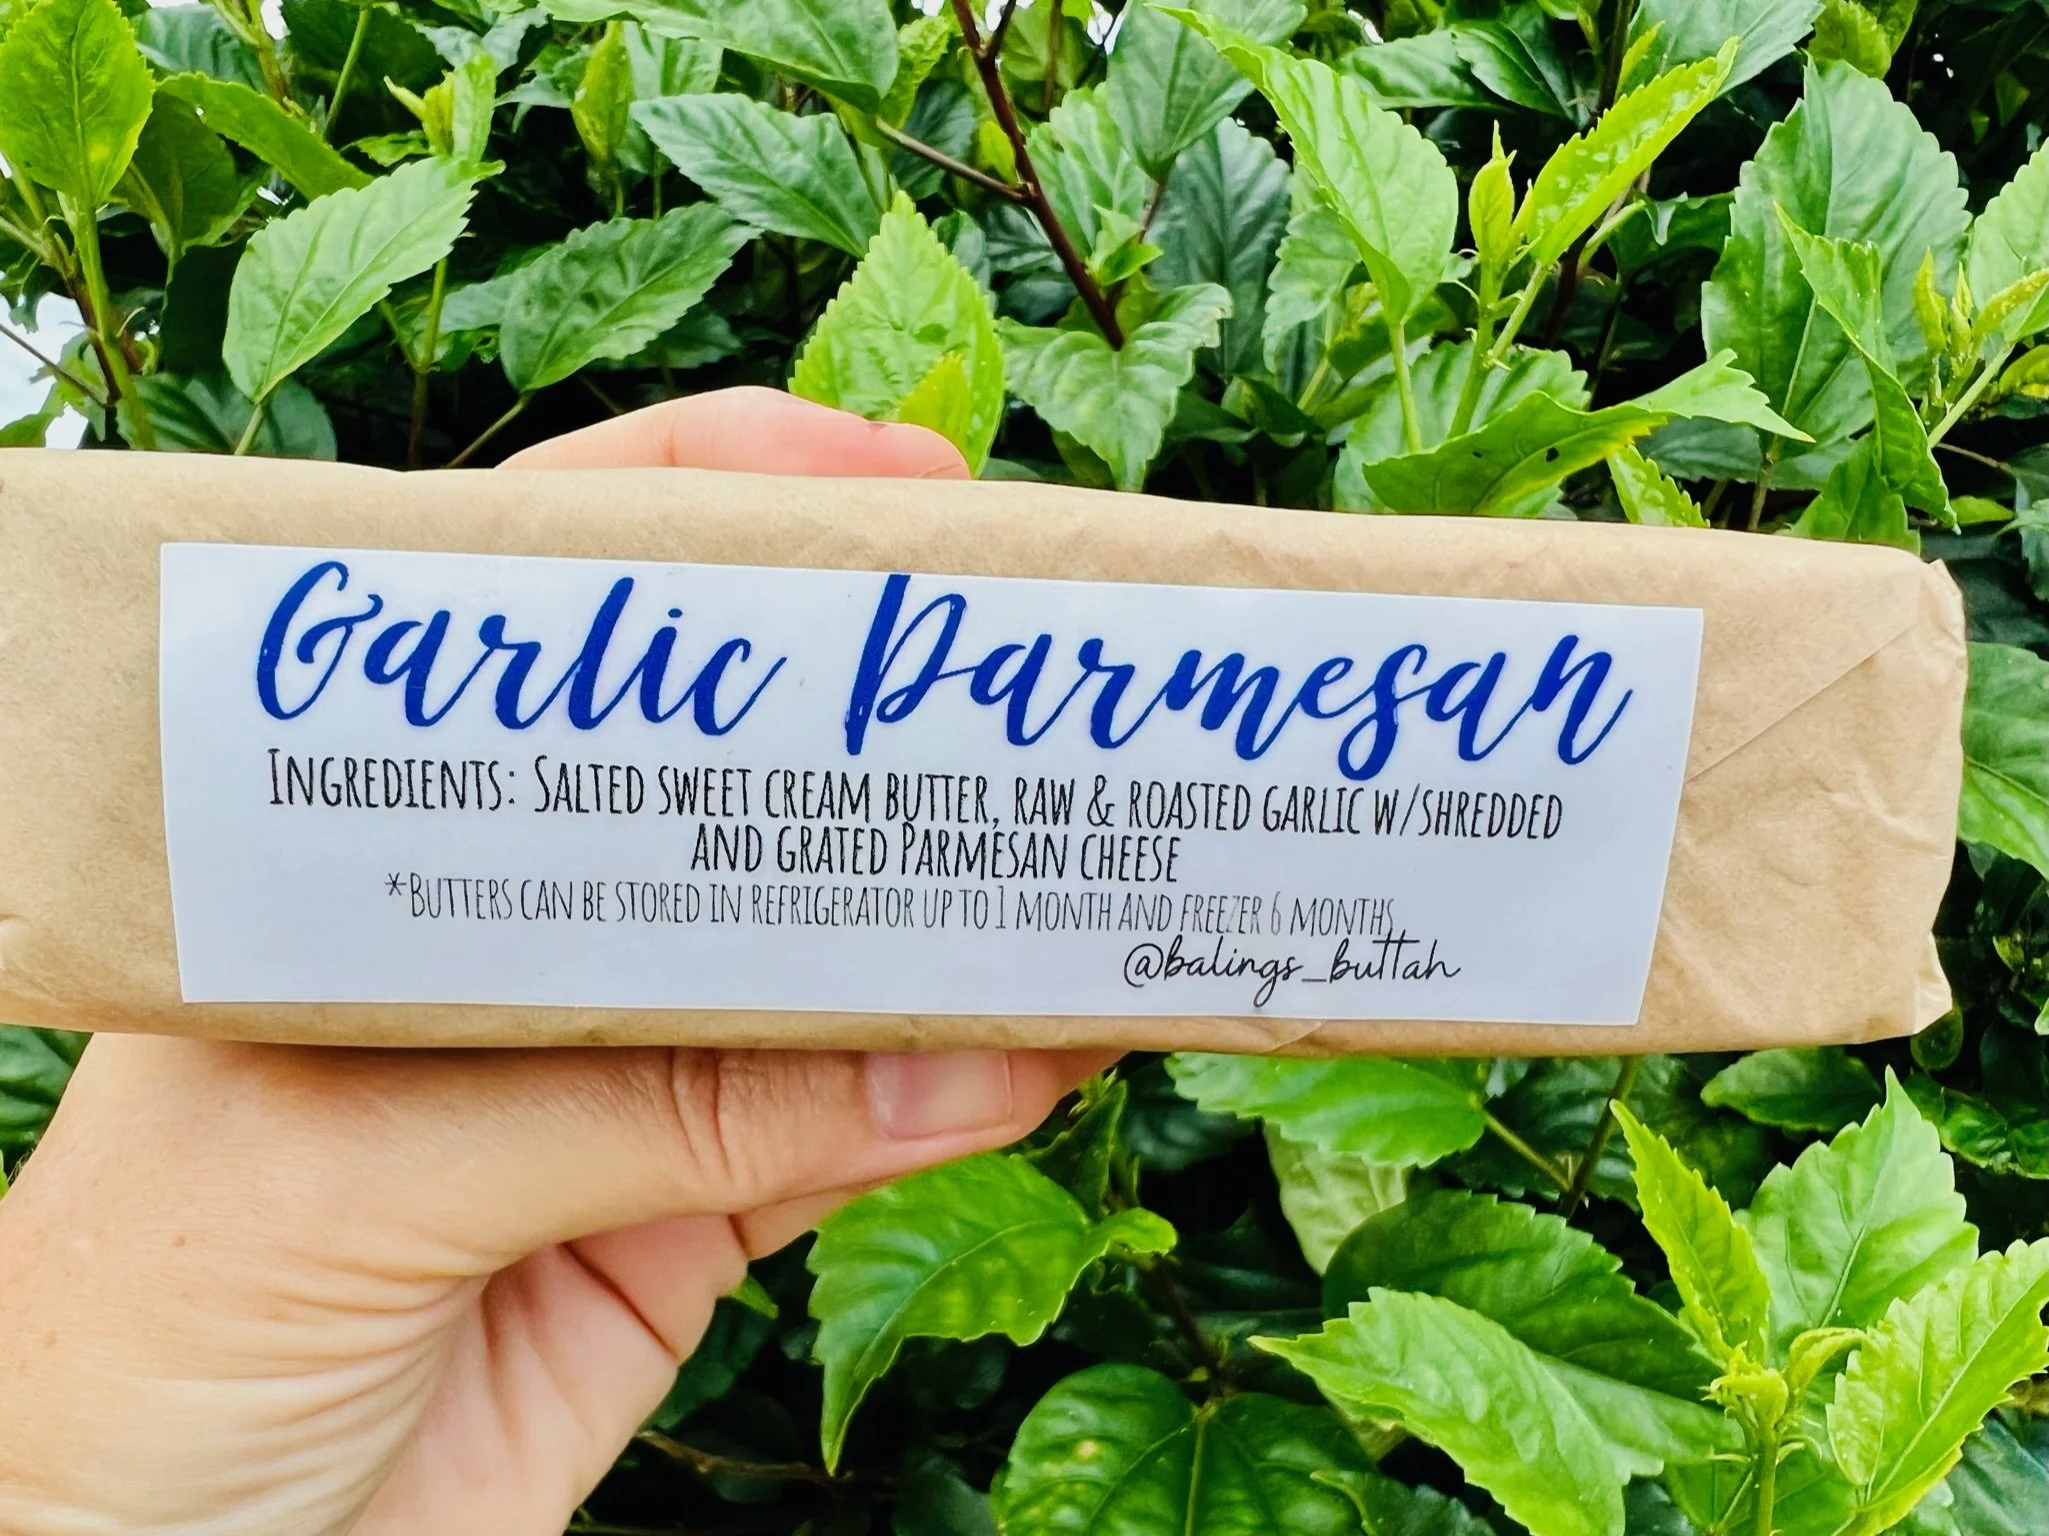 Garlic Parmesan
Ingredients: Salted sweet cream butter, raw & roasted garlic w/shredded
and grated Parmesan cheese
*Butters can be stored in refrigerator up to 1 month and freezer 6 months
@balings_buttah